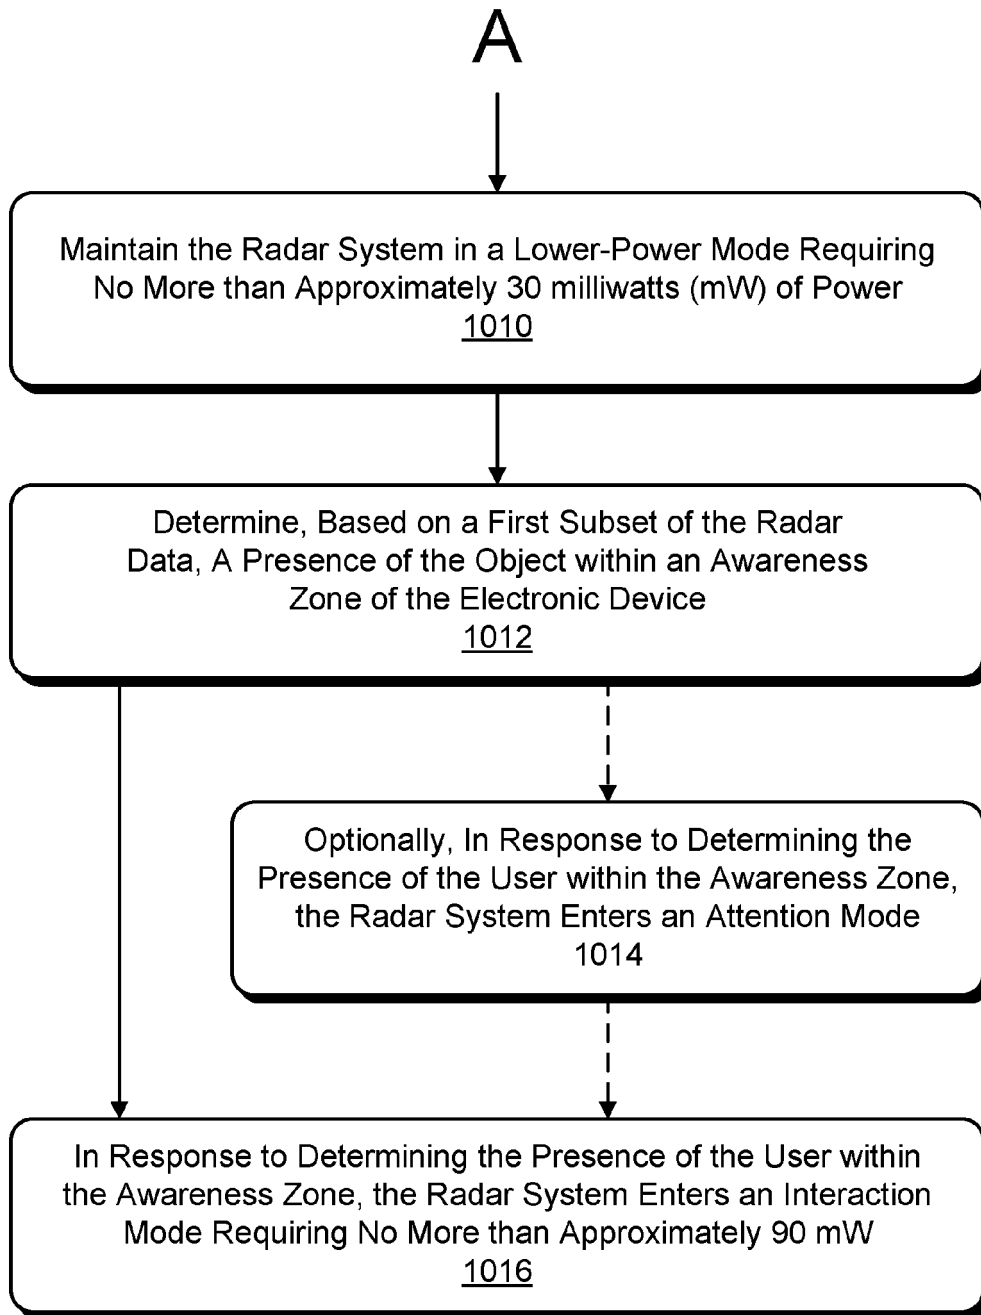 A
Maintain the Radar System in a Lower-Power Mode Requiring
No More than Approximately 30 milliwatts (mW) of Power
1010
Determine, Based on a First Subset of the Radar
Data, A Presence of the Object within an Awareness
Zone of the Electronic Device
1012
Optionally, In Response to Determining the
Presence of the User within the Awareness Zone,
the Radar System Enters an Attention Mode
1014
In Response to Determining the Presence of the User within
the Awareness Zone, the Radar System Enters an Interaction
Mode Requiring No More than Approximately 90 mW
1016